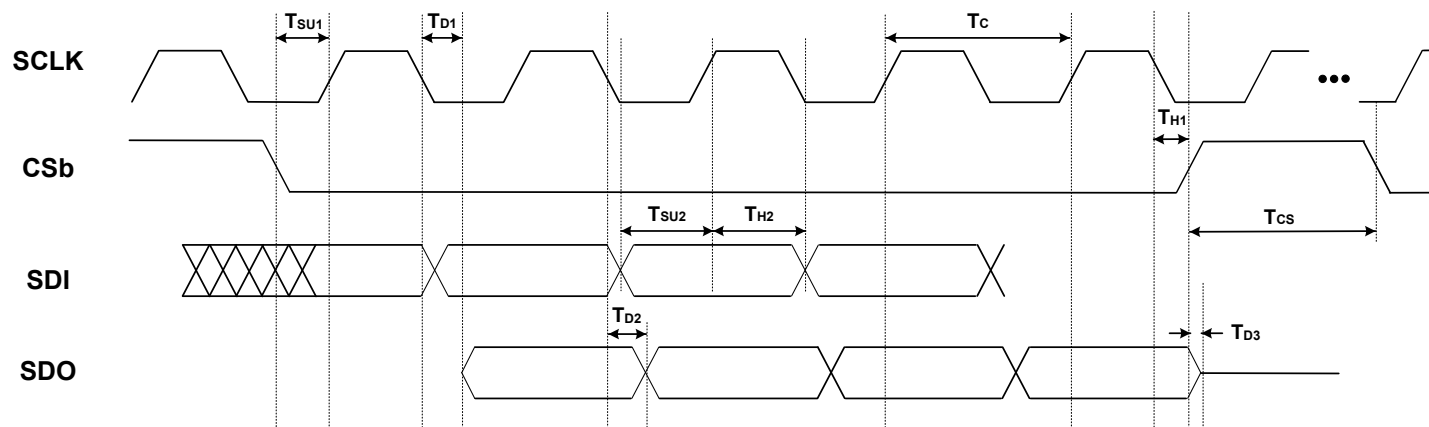 TSU1
TD1
TC
SCLK
•••
TH1
CSb
TSU2
TH2
TCS
SDI
TD2
TD3
SDO